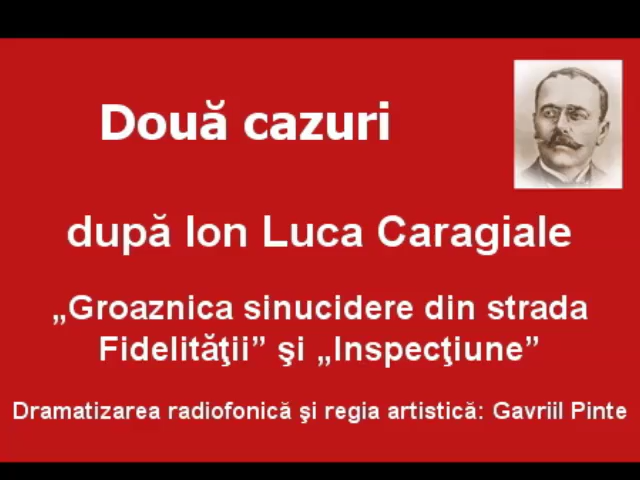 Două cazuri
după Ion Luca Caragiale
„Groaznica sinucidere din strada
Fidelităţii” şi „Inspecţiune”
Dramatizarea radiofonică şi regia artistică: Gavriil Pinte